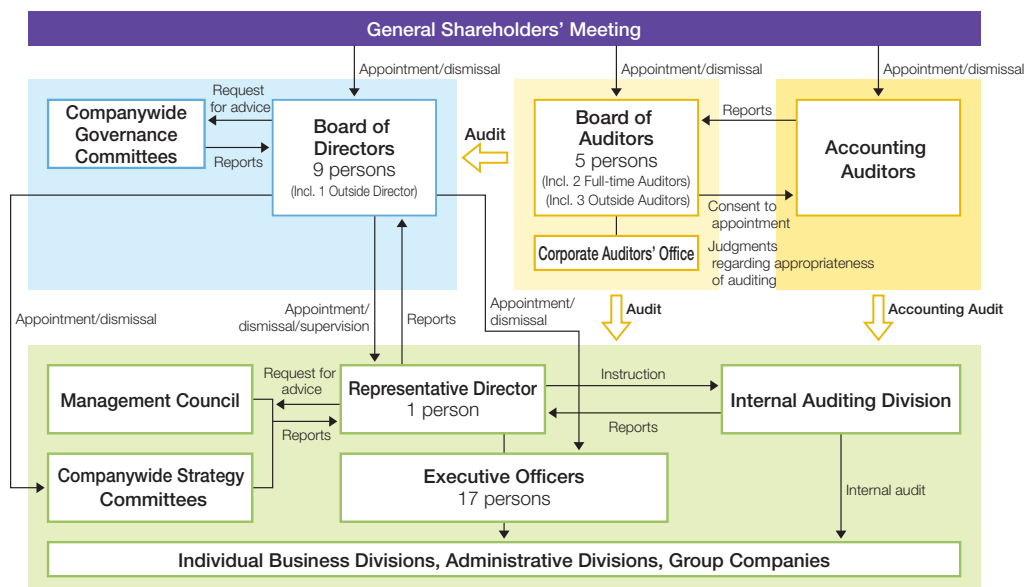 General Shareholders' Meeting
Appointment/dismissal
Appointment/dismissal
Appointment/dismissal
Companywide
Governance
Committees
Request
for advice
Reports
Board of
Directors
9 persons
(Incl. 1 Outside Director)
Audit
Board of
Auditors
5 persons
(Incl. 2 Full-time Auditors)
(Incl. 3 Outside Auditors)
Corporate Auditors' Office
Reports
Consent to
appointment
Judgments
regarding appropriateness
of auditing
Accounting
Auditors
Appointment/dismissal
Appointment/
dismissal/supervision
Reports
Appointment/
dismissal
Audit
Accounting Audit
Management Council
Request for
advice
Reports
Representative Director
1 person
Instruction
Reports
Internal Auditing Division
Companywide Strategy
Committees
Executive Officers
17 persons
Internal audit
Individual Business Divisions, Administrative Divisions, Group Companies